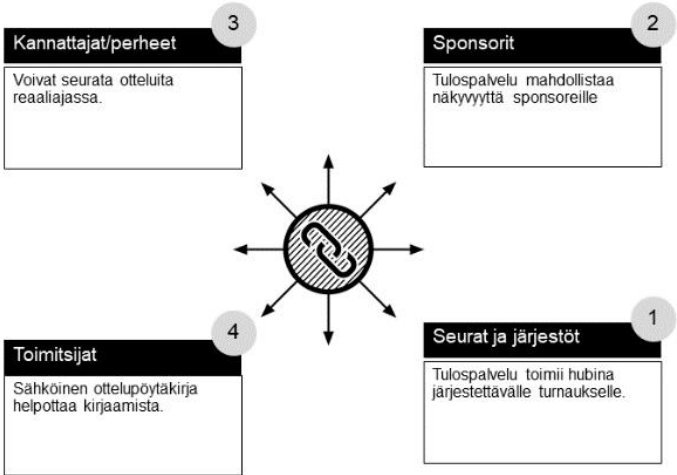 3
Kannattajat/perheet
Voivat seurata otteluita
reaaliajassa.
2
Sponsorit
Tulospalvelu mahdollistaa
näkyvyyttä sponsoreille
4
Toimitsijat
Sähköinen ottelupöytäkirja
helpottaa kirjaamista.
1
Seurat ja järjestöt
Tulospalvelu toimii hubina
järjestettävälle turnaukselle.